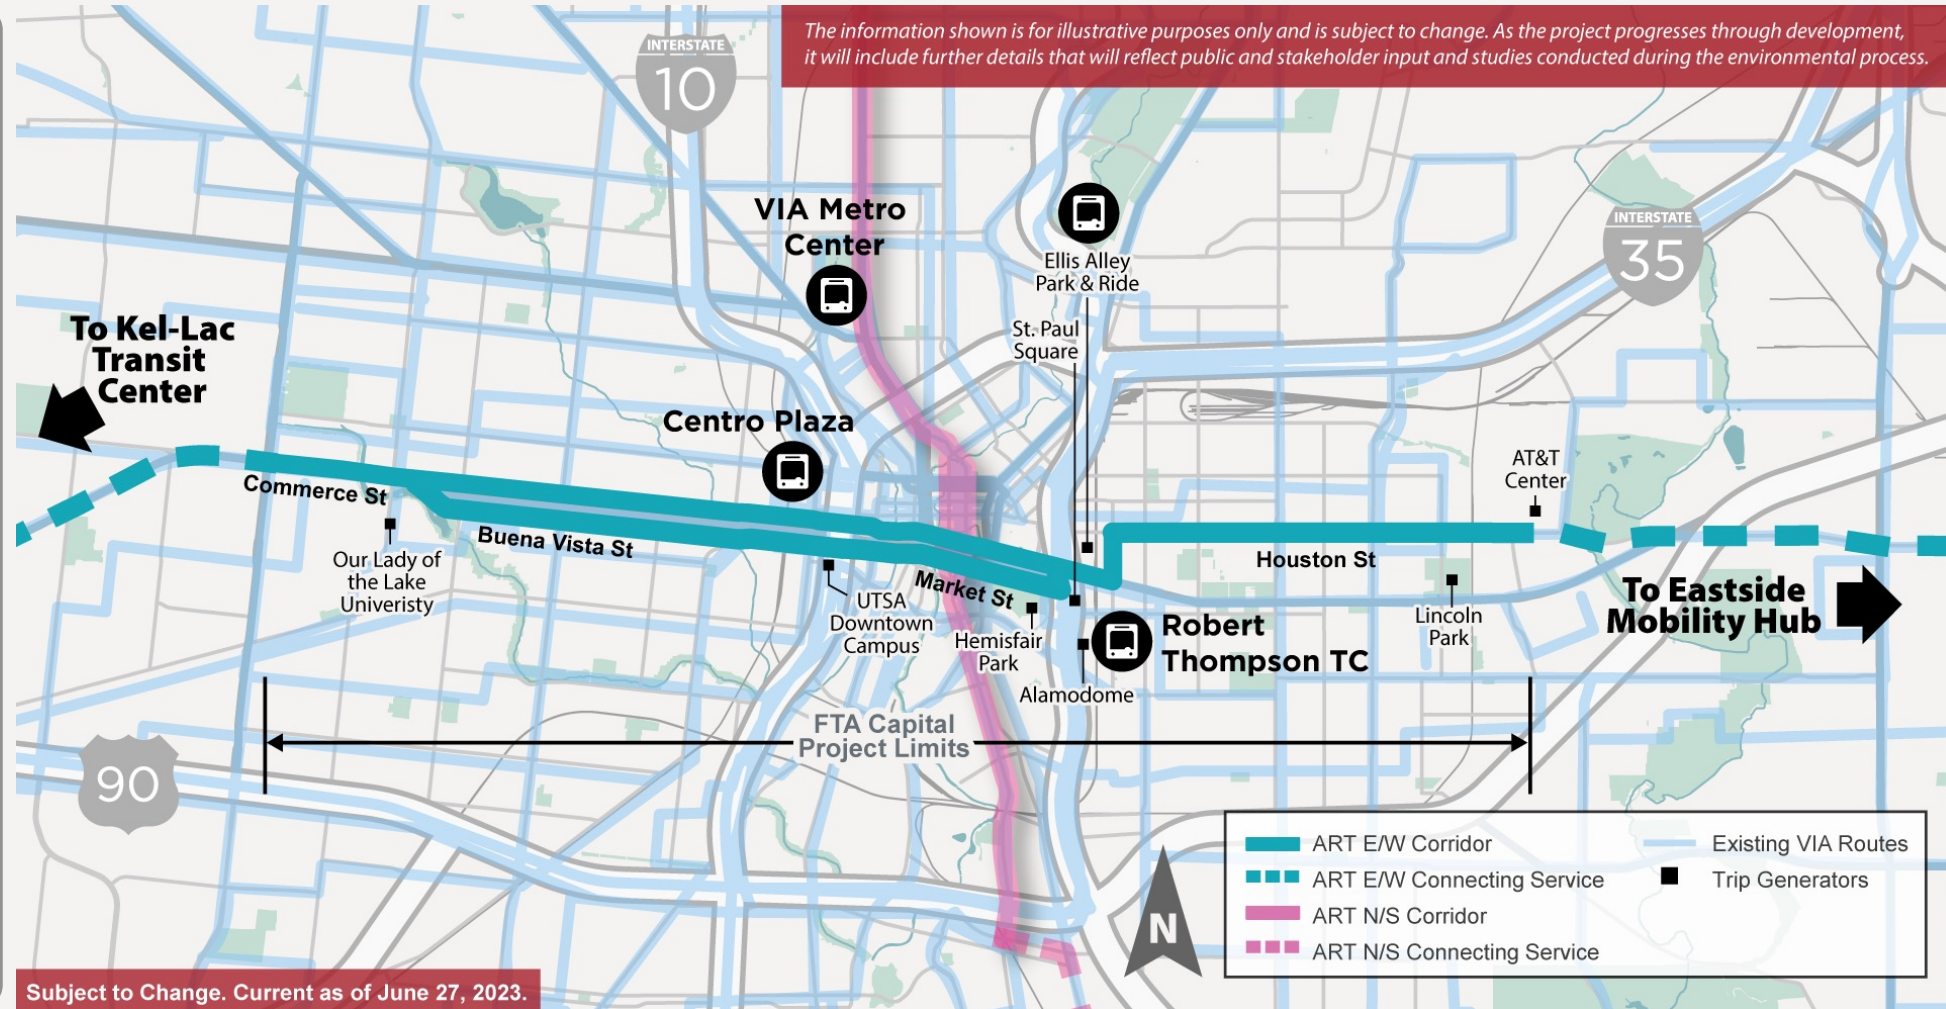 The information shown is for illustrative purposes only and is subject to change. As the project progresses through development,
it will include further details that will reflect public and stakeholder input and studies conducted during the environmental process.
INTERSTATE
10
VIA Metro
Center
Ellis Alley
Park & Ride
INTERSTATE
35
St. Paul
Square
To Kel-Lac
Transit
Center
Centro Plaza
AT&T
Center
Commerce St
Buena Vista St
Our Lady of
the Lake
Univeristy
Houston St
Market St
UTSA
Downtown
Campus
Hemisfair
Park
Lincoln
Park
To Eastside
Mobility Hub
Robert
Thompson TC
Alamodome
FTA Capital
Project Limits
90
N
ART E/W Corridor
ART E/W Connecting Service
ART N/S Corridor
ART N/S Connecting Service
Existing VIA Routes
Trip Generators
Subject to Change. Current as of June 27, 2023.